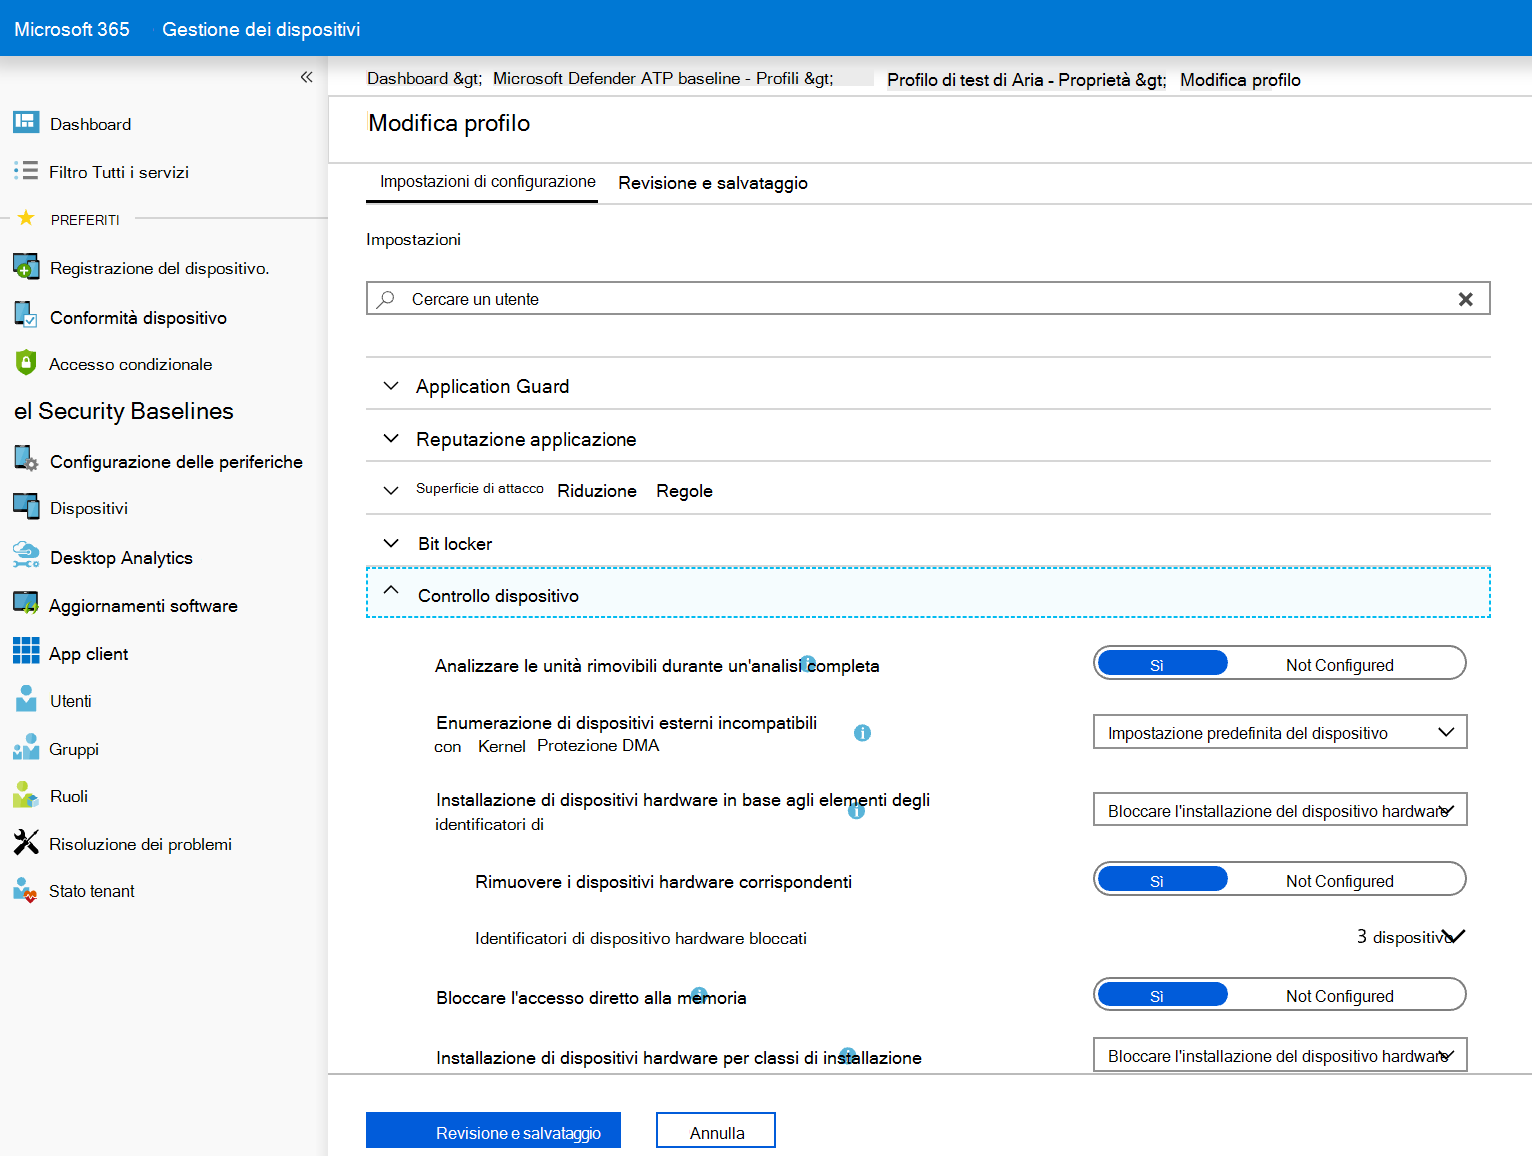 Microsoft 365 Gestione dei dispositivi
Dashboard &gt; Microsoft Defender ATP baseline - Profili &gt; Profilo di test di Aria - Proprietà &gt; Modifica profilo
Modifica profilo
Impostazioni di configurazione Revisione e salvataggio
Impostazioni
Cercare un utente
Application Guard
Reputazione applicazione
Superficie di attacco Riduzione Regole
Bit locker
Controllo dispositivo
Analizzare le unità rimovibili durante un'analisi completa Sì Not Configured
Enumerazione di dispositivi esterni incompatibili
con Kernel Protezione DMA
Impostazione predefinita del dispositivo
Installazione di dispositivi hardware in base agli elementi degli
identificatori di
Bloccare l'installazione del dispositivo hardware
Rimuovere i dispositivi hardware corrispondenti Sì Not Configured
Identificatori di dispositivo hardware bloccati 3 dispositivo
Bloccare l'accesso diretto alla memoria Sì Not Configured
Installazione di dispositivi hardware per classi di installazione Bloccare l'installazione del dispositivo hardware
Revisione e salvataggio Annulla
Dashboard
Filtro Tutti i servizi
PREFERITI
Registrazione del dispositivo.
Conformità dispositivo
Accesso condizionale
el Security Baselines
Configurazione delle periferiche
Dispositivi
Desktop Analytics
Aggiornamenti software
App client
Utenti
Gruppi
Ruoli
Risoluzione dei problemi
Stato tenant